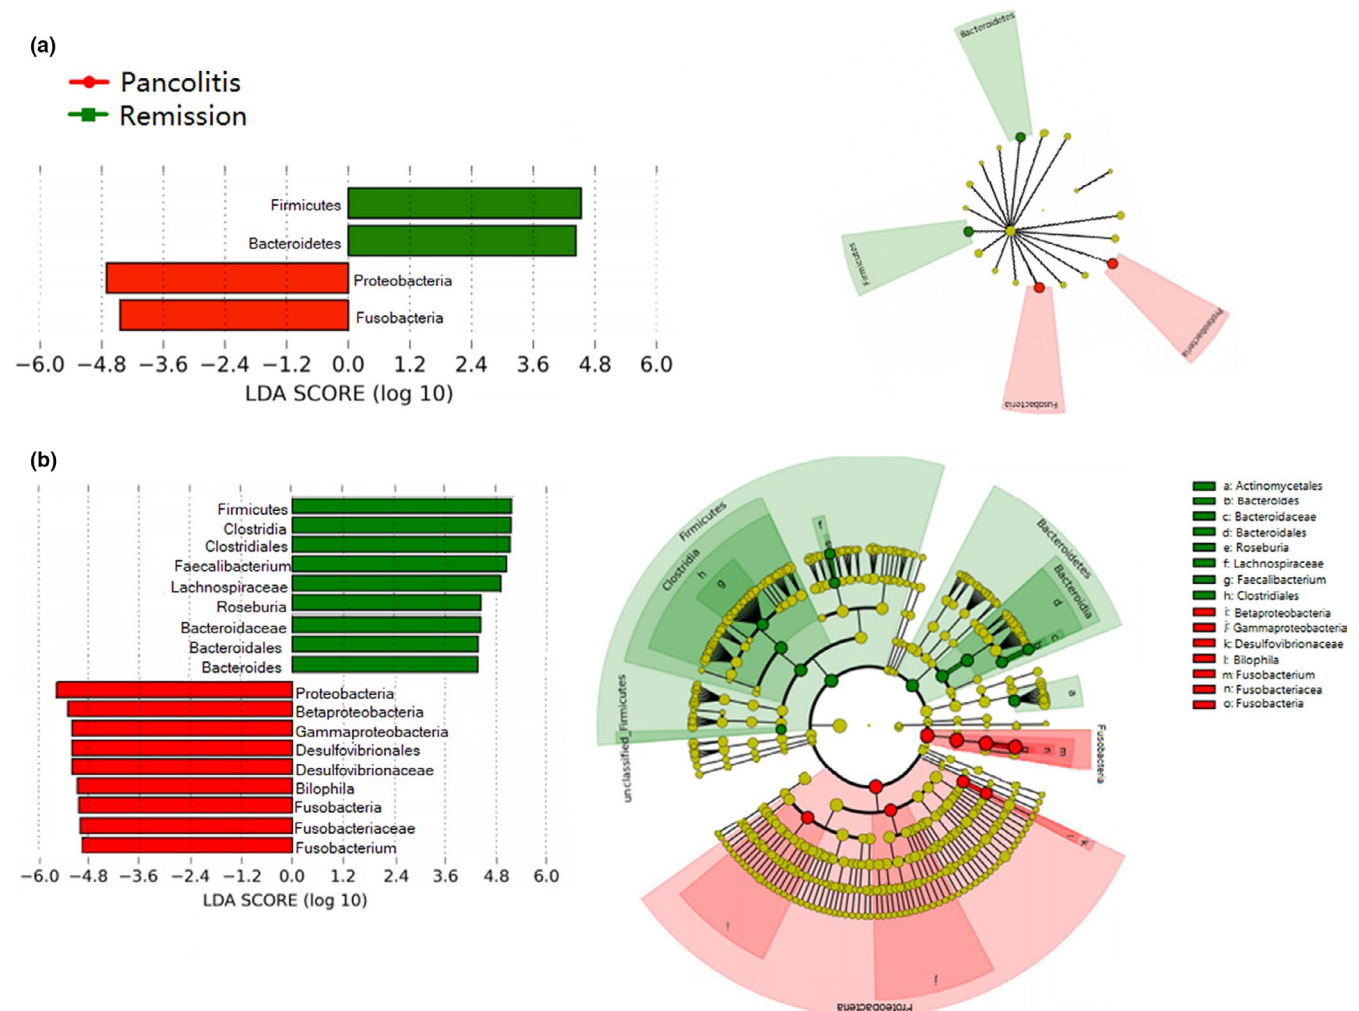 (a)
Pancolitis
Remission
Firmicutes
Bacteroidetes
Proteobacteria
Fusobacteria
−6.0 −4.8 −3.6 −2.4 −1.2 0.0 1.2 2.4 3.6 4.8 6.0
LDA SCORE (log 10)
Bacteroidetes
Firmicutes
Proteobacteria
Fusobacteria
(b)
Firmicutes
Clostridia
Clostridiales
Faecalibacterium
Lachnospiraceae
Roseburia
Bacteroidaceae
Bacteroidales
Bacteroides
Proteobacteria
Betaproteobacteria
Gammaproteobacteria
Desulfovibrionales
Desulfovibrionaceae
Bilophila
Fusobacteria
Fusobacteriaceae
Fusobacterium
−6.0 −4.8 −3.6 −2.4 −1.2 0.0 1.2 2.4 3.6 4.8 6.0
LDA SCORE (log 10)
Firmicutes
Clostridia
h
g
f
unclassified_Firmicutes
Bacteroidetes
Bacteroidia
d
c
a
Fusobacteria
m
n
k
i
j
Proteobacteria
a: Actinomycetales
b: Bacteroides
c: Bacteroidaceae
d: Bacteroidales
e: Roseburia
f: Lachnospiraceae
g: Faecalibacterium
h: Clostridiales
i: Betaproteobacteria
j: Gammaproteobacteria
k: Desulfovibrionaceae
l: Bilophila
m: Fusobacterium
n: Fusobacteriacea
o: Fusobacteria